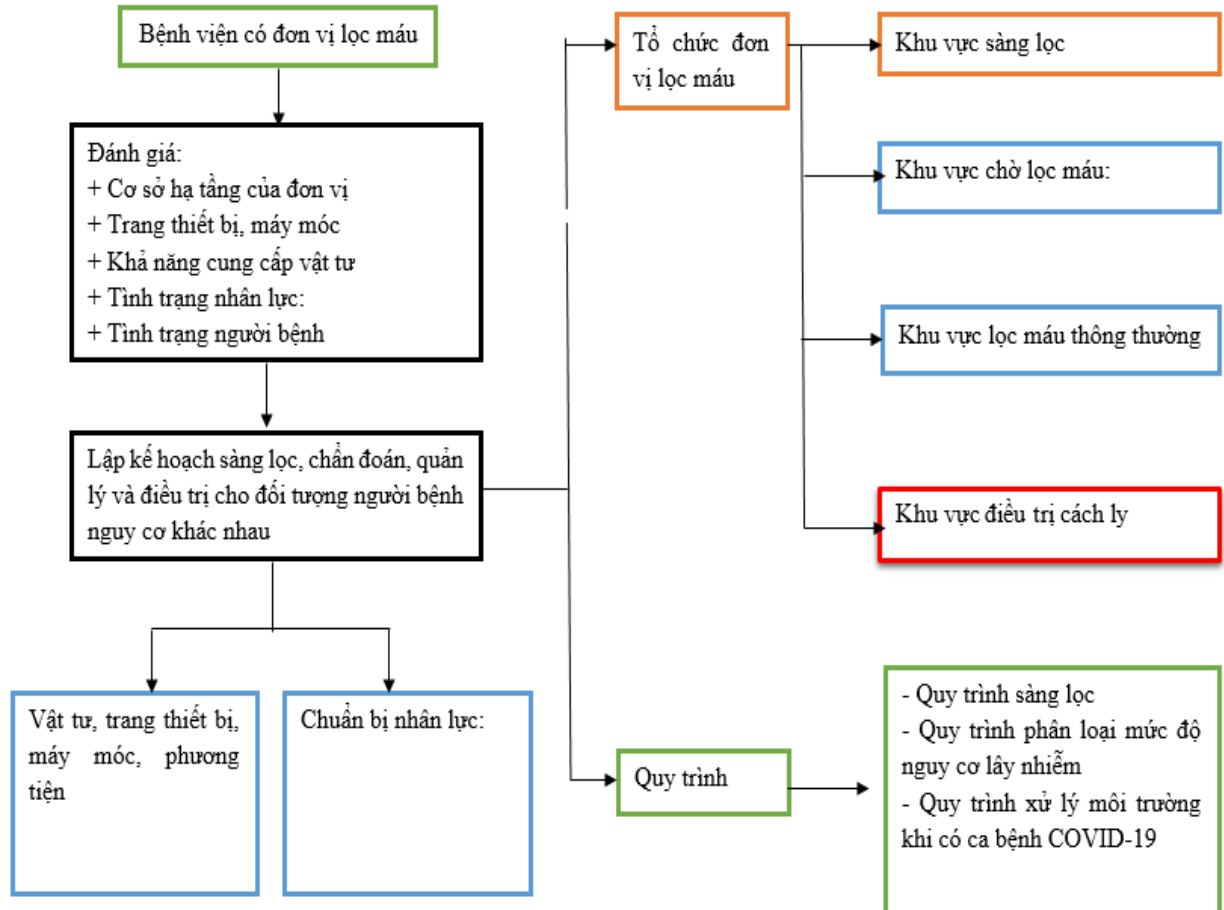 Bệnh viện có đơn vị lọc máu
Đánh giá:
+ Cơ sở hạ tầng của đơn vị
+ Trang thiết bị, máy móc
+ Khả năng cung cấp vật tư
+ Tình trạng nhân lực:
+ Tình trạng người bệnh
Lập kế hoạch sàng lọc, chẩn đoán, quản
lý và điều trị cho đối tượng người bệnh
nguy cơ khác nhau
Vật tư, trang thiết bị,
máy móc, phương
tiện
Chuẩn bị nhân lực:
Tổ chức đơn
vị lọc máu
Khu vực sàng lọc
Khu vực chờ lọc máu:
Khu vực lọc máu thông thường
Khu vực điều trị cách ly
Quy trình
- Quy trình sàng lọc
- Quy trình phân loại mức độ
nguy cơ lây nhiễm
- Quy trình xử lý môi trường
khi có ca bệnh COVID-19